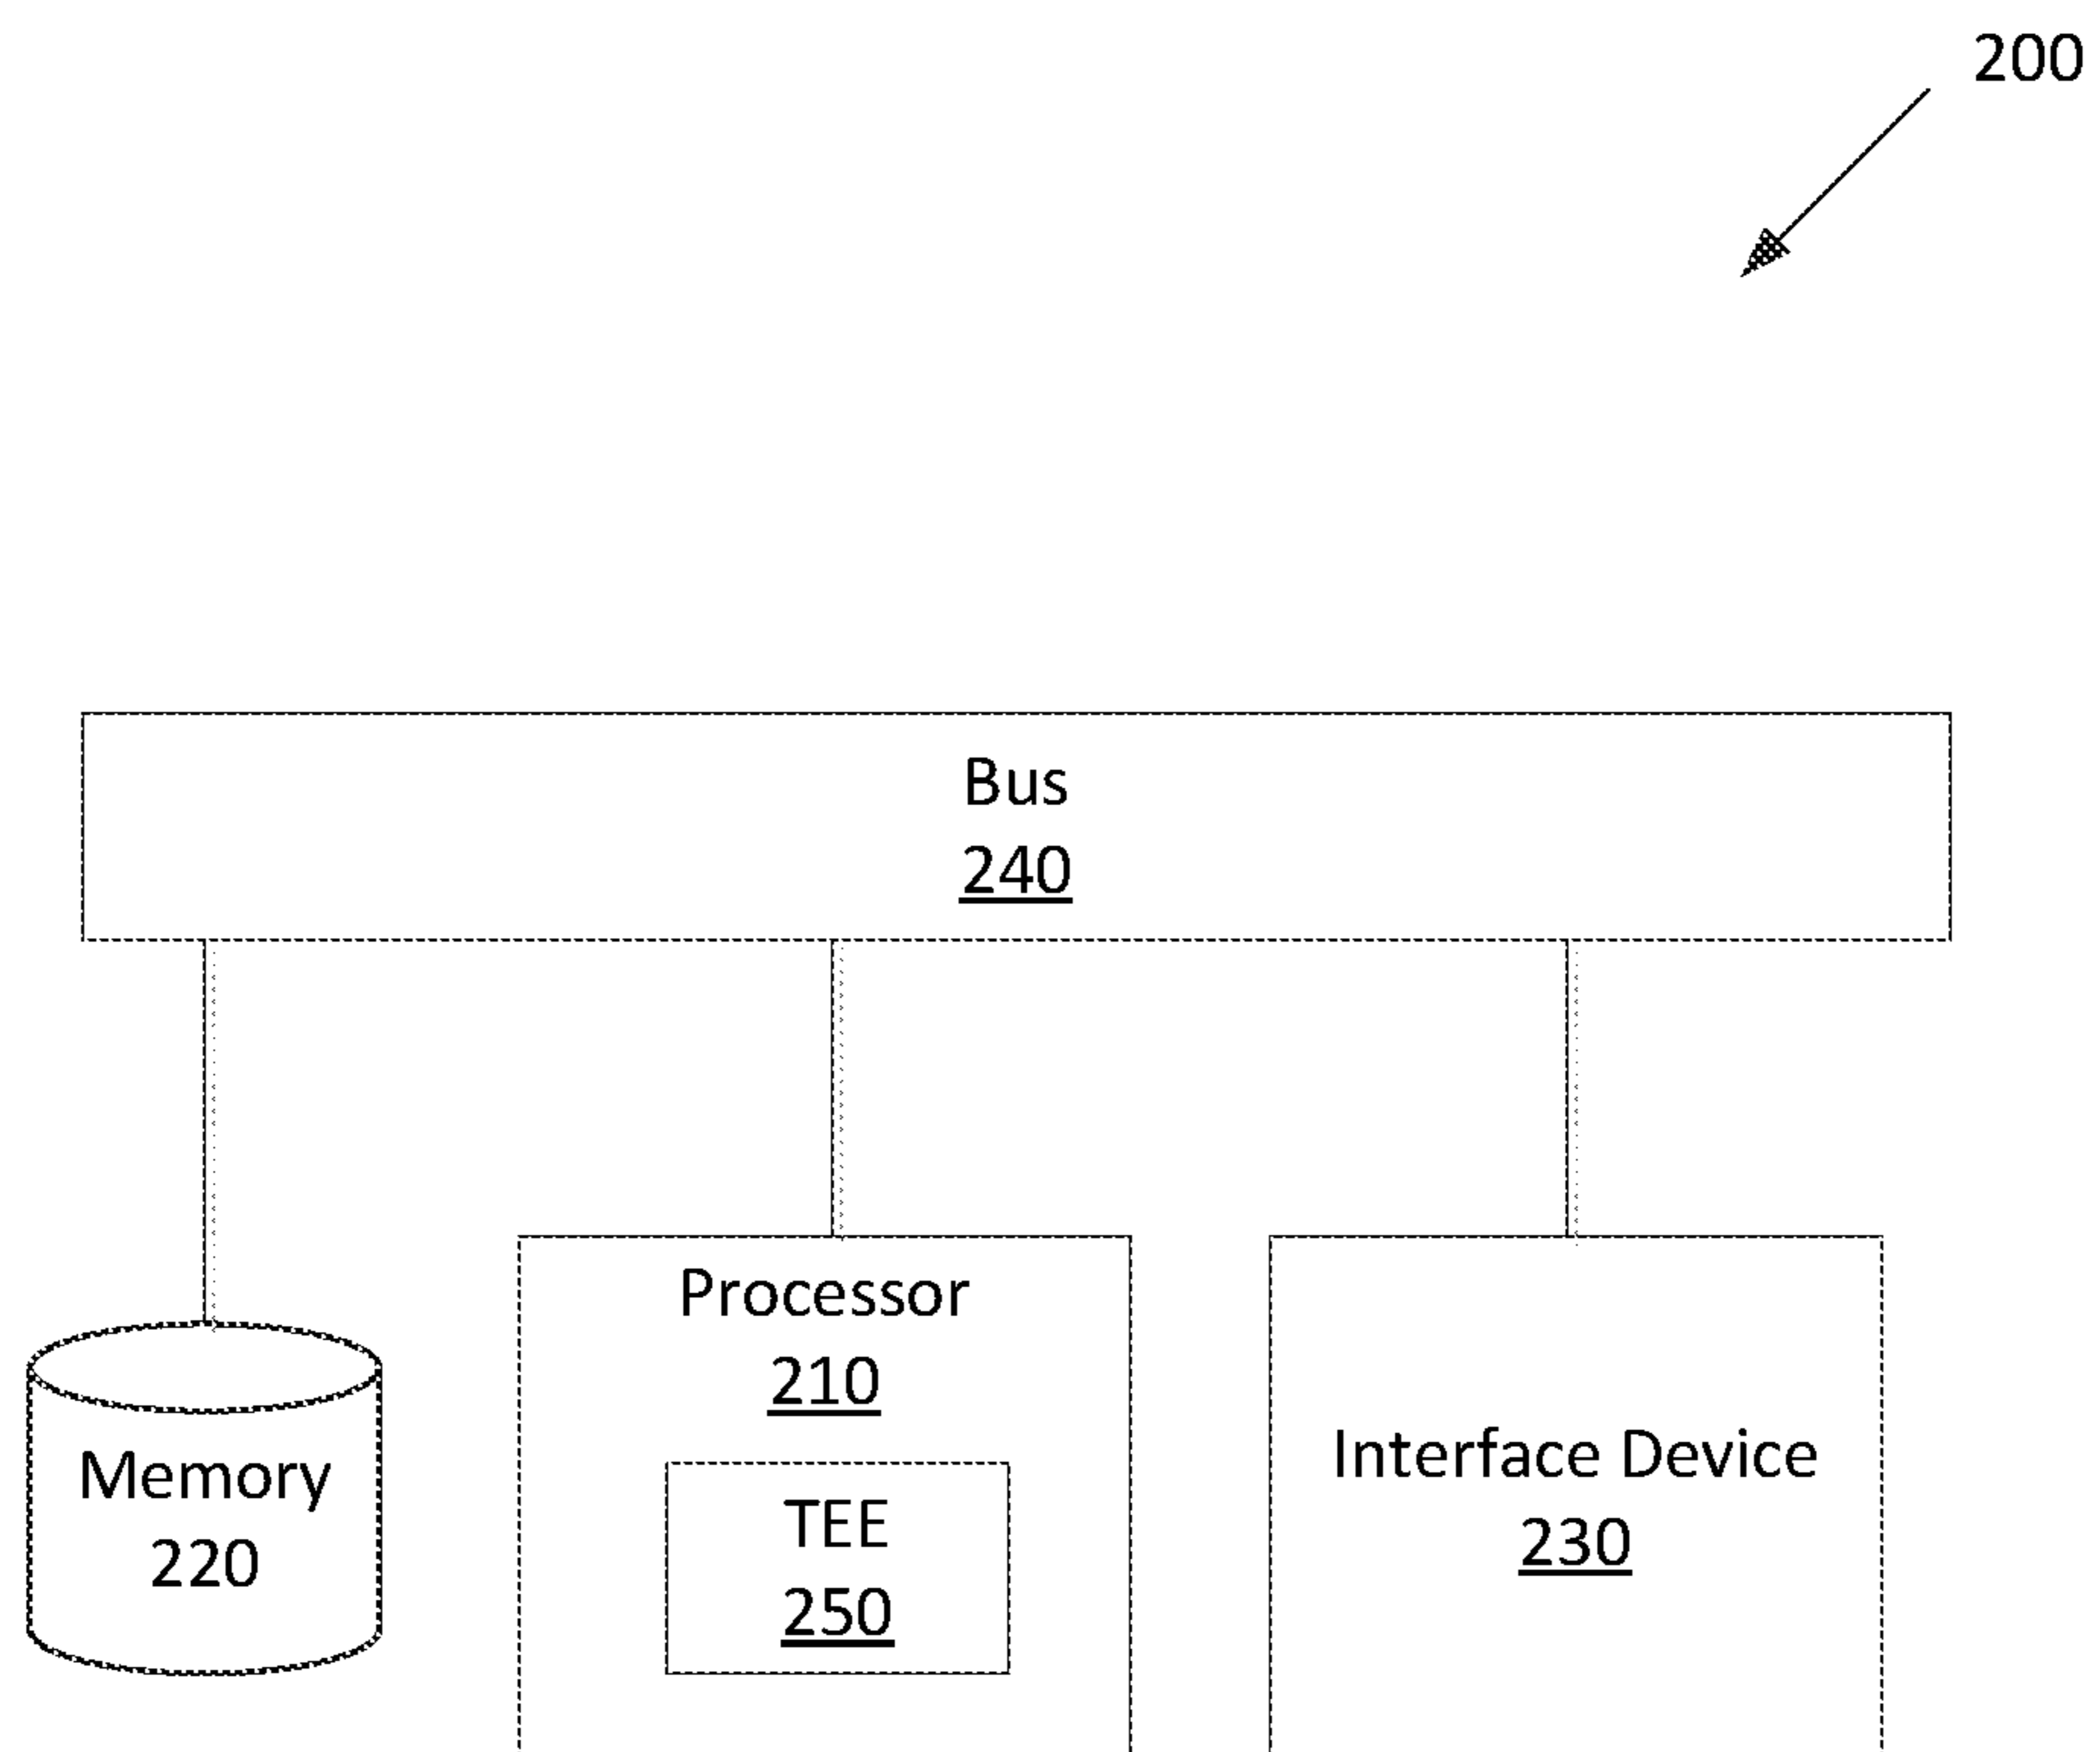 200
Bus
240
Processor
210
Memory
220
TEE
250
Interface Device
230